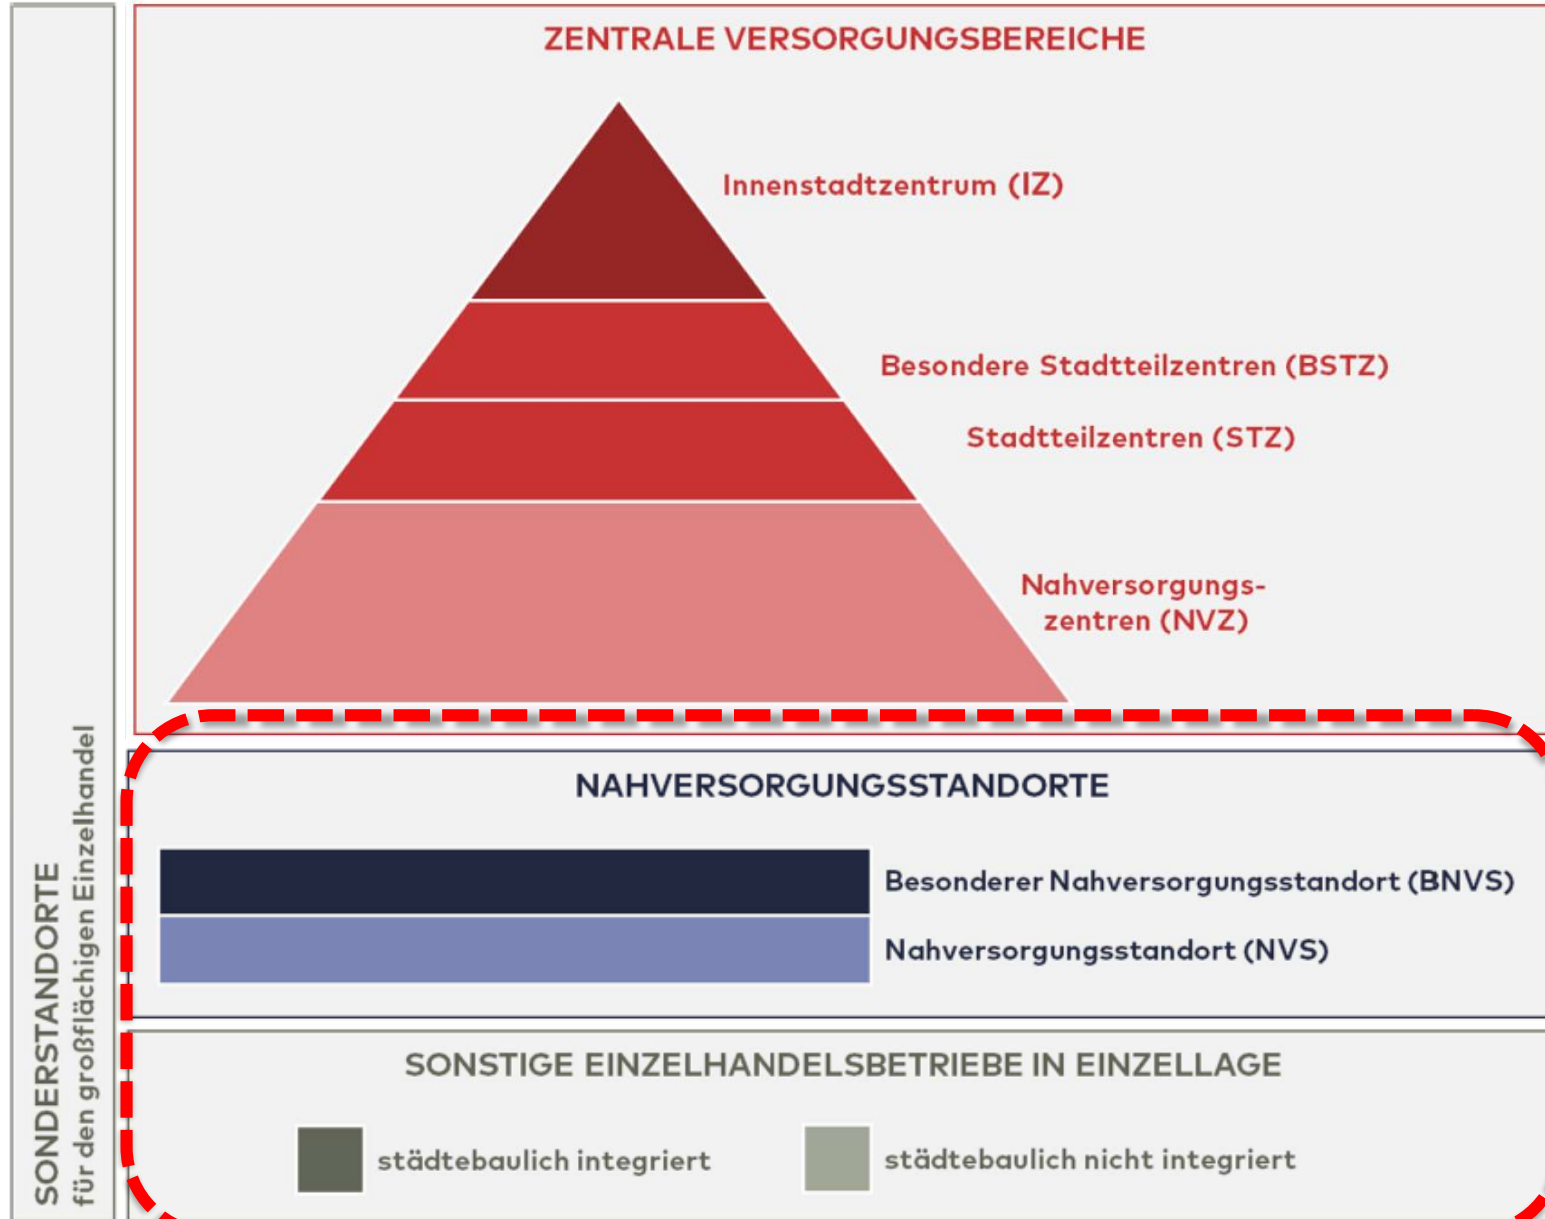 ZENTRALE VERSORGUNGSBEREICHE
Innenstadtzentrum (IZ)
Besondere Stadtteilzentren (BSTZ)
Stadtteilzentren (STZ)
Nahversorgungs-
zentren (NVZ)
NAHVERSORGUNGSSTANDORTE
Besonderer Nahversorgungsstandort (BNVS)
Nahversorgungsstandort (NVS)
SONSTIGE EINZELHANDELSBETRIEBE IN EINZELLAGE
städtebaulich integriert
städtebaulich nicht integriert
SONDERSTANDORTE
für den großflächigen Einzelhandel